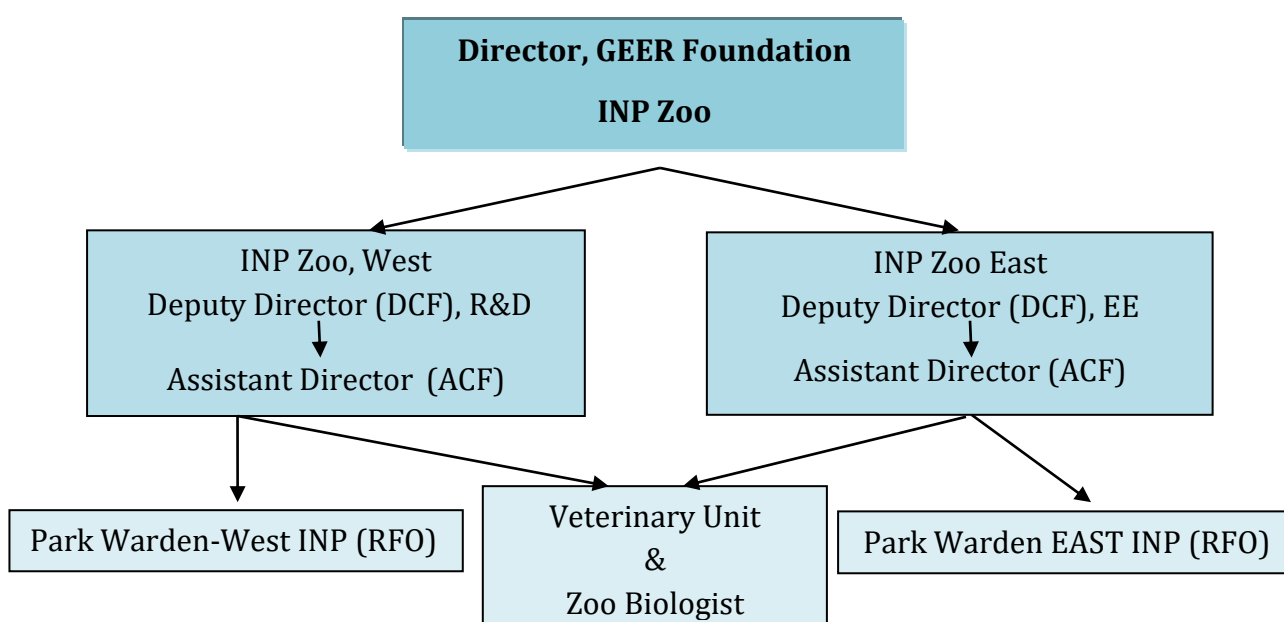 Director, GEER Foundation
INP Zoo
INP Zoo, West
Deputy Director (DCF), R&D
Assistant Director (ACF)
INP Zoo East
Deputy Director (DCF), EE
Assistant Director (ACF)
Park Warden-West INP (RFO)
Veterinary Unit
&
Zoo Biologist
Park Warden EAST INP (RFO)